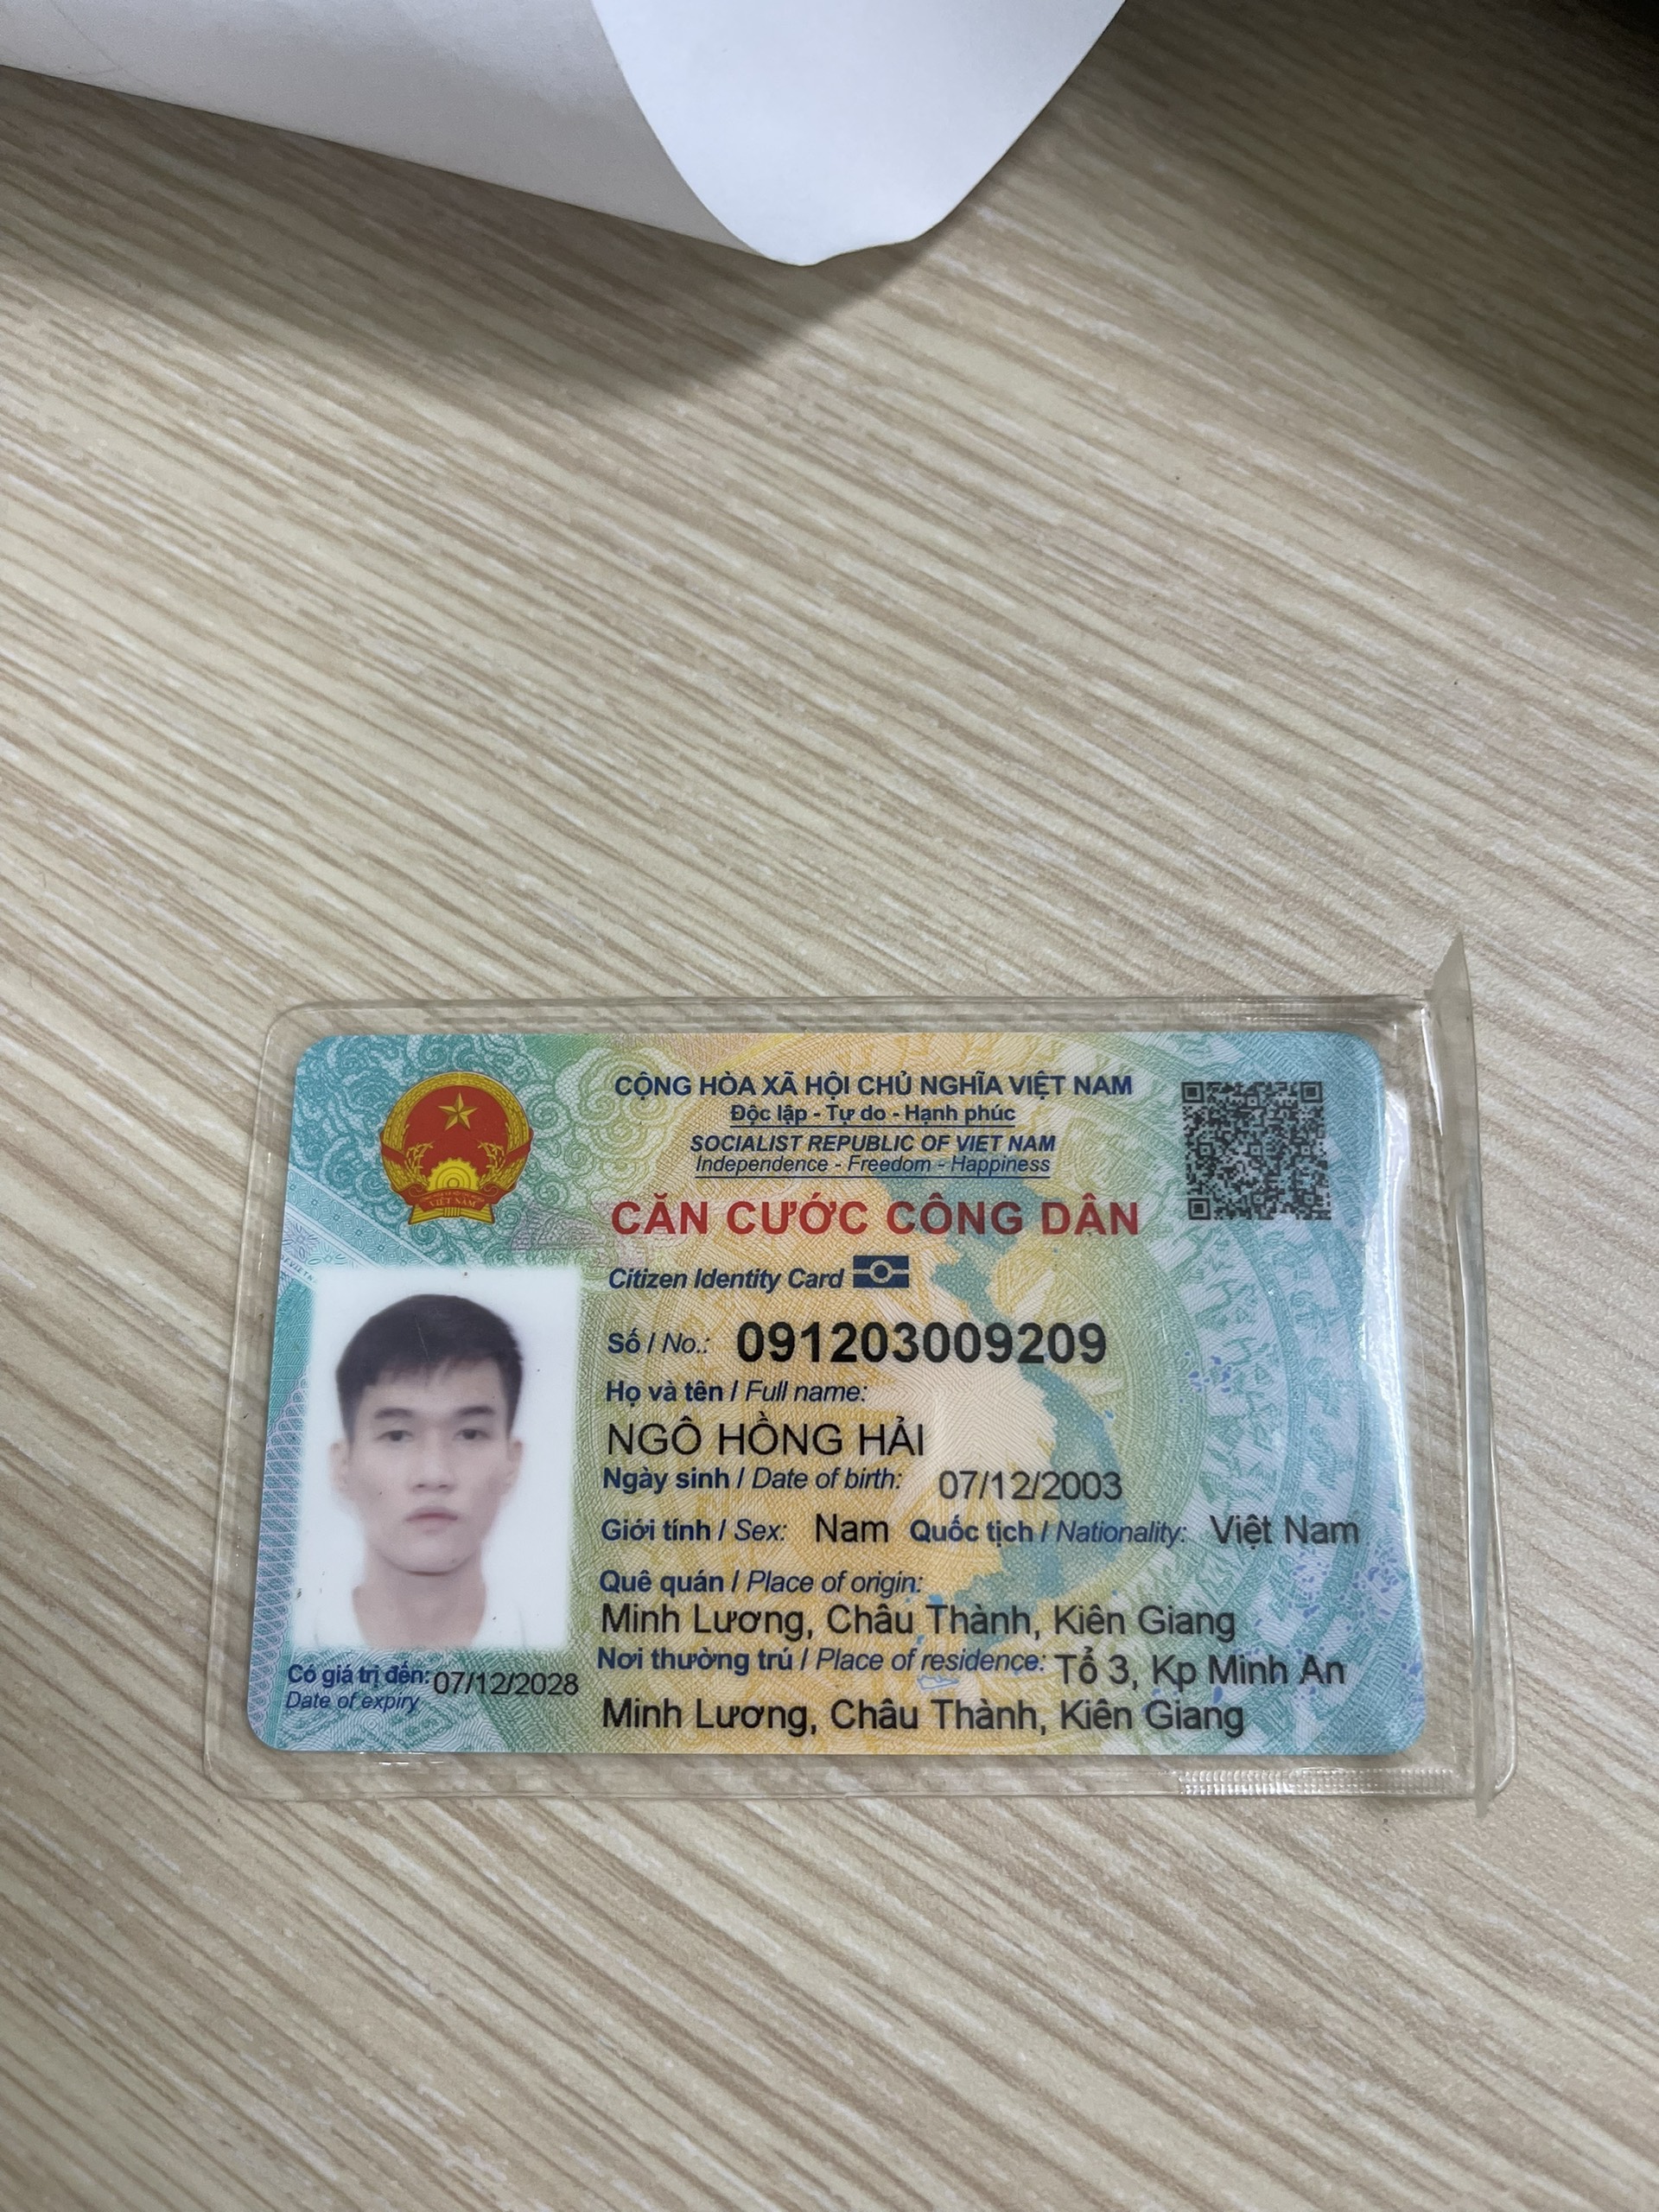 CỘNG HÒA XÃ HỘI CHỦ NGHĨA VIỆT NAM
Độc lập - Tự do - Hạnh phúc
SOCIALIST REPUBLIC OF VIET NAM
Independence - Freedom - Happiness
CĂN CƯỚC CÔNG DÂN
Citizen Identity Card
Số / No.: 091203009209
Họ và tên / Full name:
NGÔ HỒNG HẢI
Ngày sinh / Date of birth: 07/12/2003
Giới tính / Sex: Nam Quốc tịch / Nationality: Việt Nam
Quê quán / Place of origin:
Minh Lương, Châu Thành, Kiên Giang
Nơi thường trú / Place of residence: Tổ 3, Kp Minh An
Minh Lương, Châu Thành, Kiên Giang
Có giá trị đến: 07/12/2028
Date of expiry
VIỆT NAM